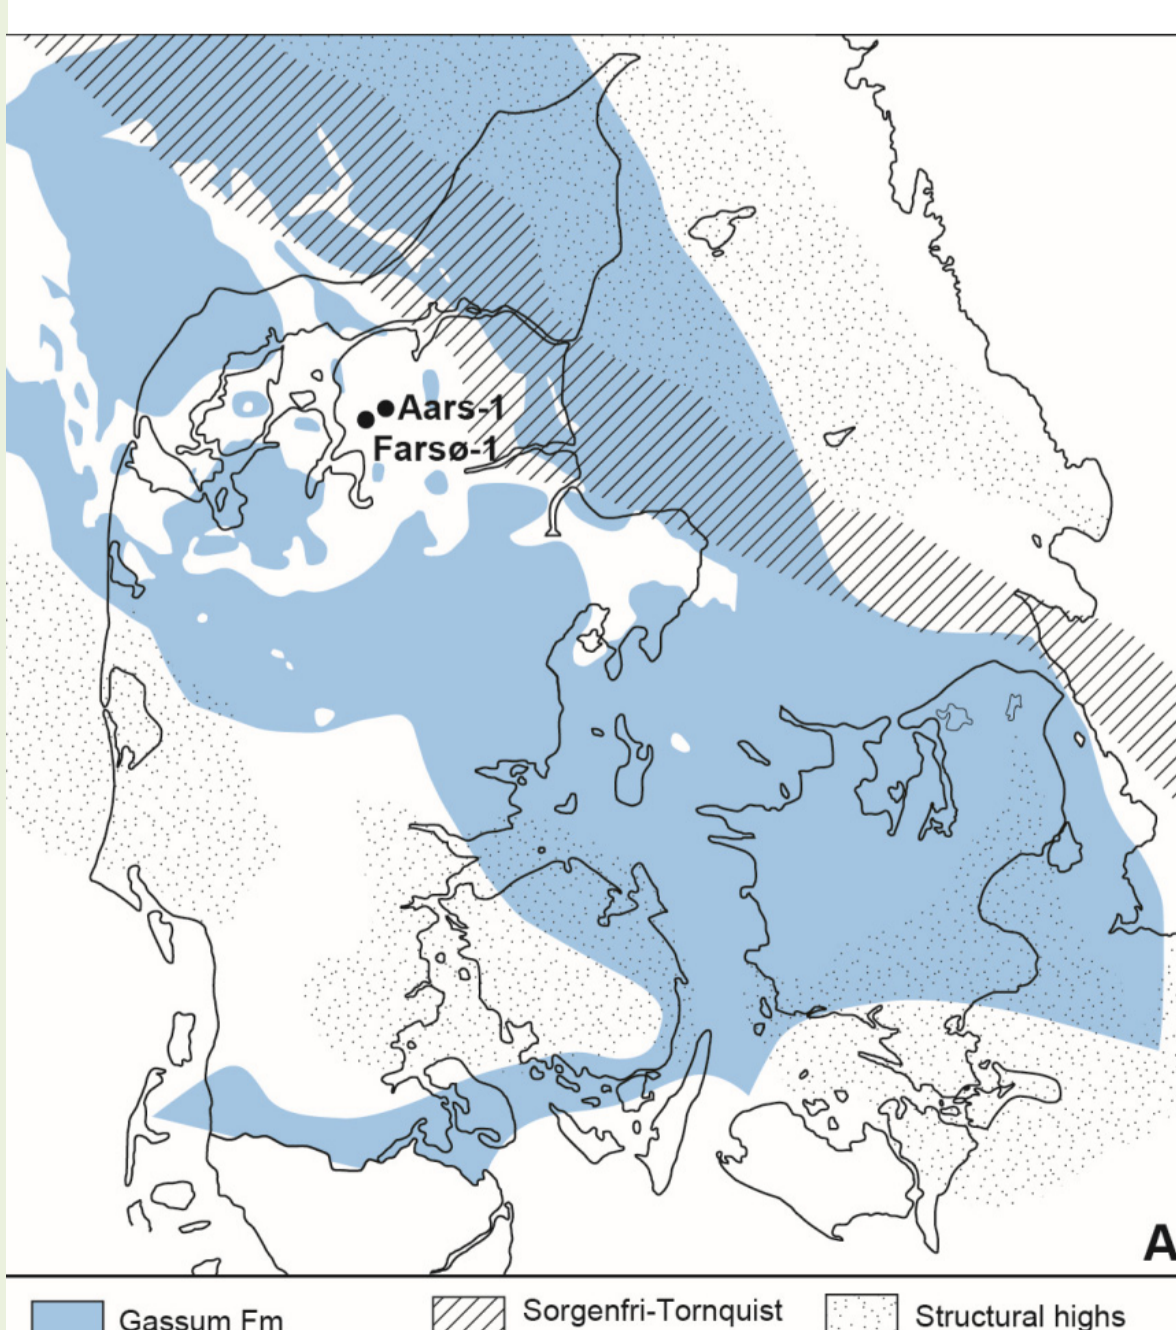 Aars-1
Farsø-1
A
Gassum Fm
Sorgenfri-Tornquist
Structural highs